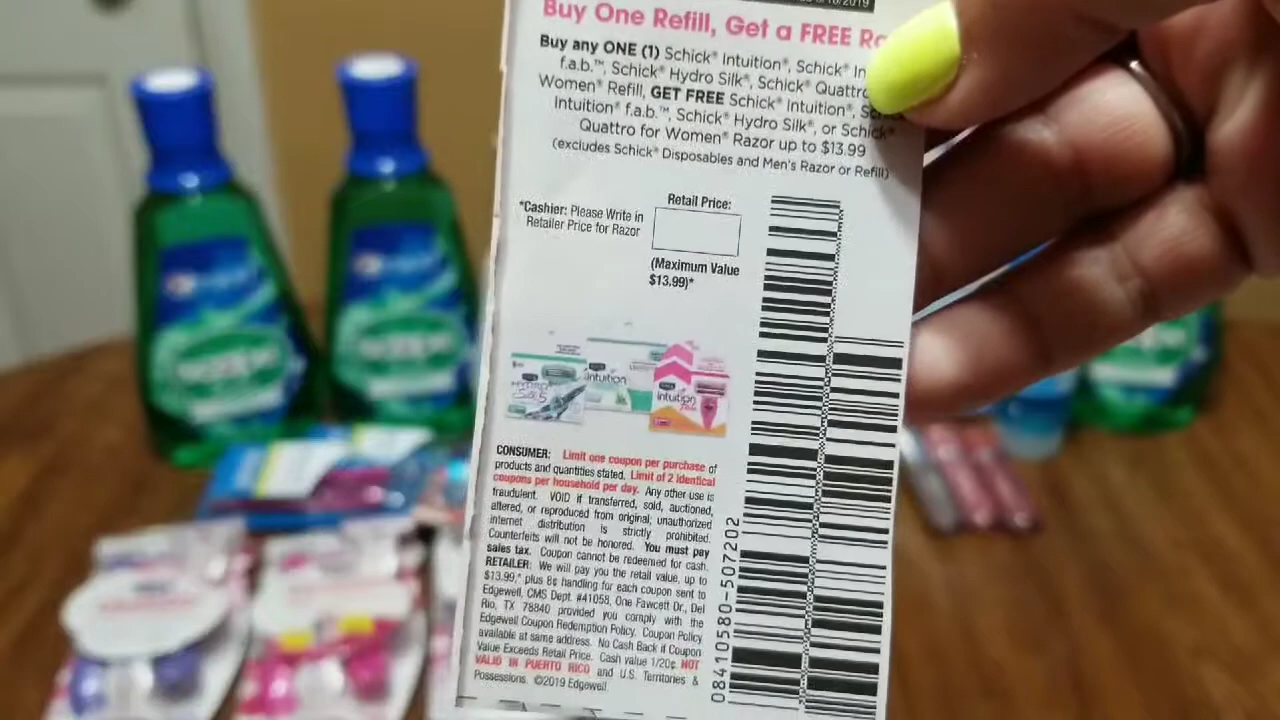 Buy One Refill, Get a FREE
Buy any ONE (1) Schick® Intuition®, Schick®
f.a.b.™, Schick® Hydro Silk®, Schick® Quattro
Women® Refill, GET FREE Schick® Intuition®,
Intuition® f.a.b.™, Schick® Hydro Silk®, or Schick®
Quattro for Women® Razor up to $13.99
(excludes Schick® Disposables and Men's Razor or Refill)
*Cashier: Please Write in
Retailer Price for Razor
Retail Price:
(Maximum Value
$13.99)*
HYDRO
Silk 5
intuition
intuition
f.a.b.
CONSUMER: Limit one coupon per purchase of
products and quantities stated. Limit of 2 identical
coupons per household per day. Any other use is
fraudulent. VOID if transferred, sold, auctioned,
altered, or reproduced from original; unauthorized
internet distribution is strictly prohibited.
Counterfeits will not be honored. You must pay
sales tax. Coupon cannot be redeemed for cash.
RETAILER: We will pay you the retail value, up to
$13.99,* plus 8¢ handling for each coupon sent to
Edgewell, CMS Dept. #41058, One Fawcett Dr., Del
Rio, TX 78840 provided you comply with the
Edgewell Coupon Redemption Policy. Coupon Policy
available at same address. No Cash Back if Coupon
Value Exceeds Retail Price. Cash value 1/20¢ NOT
VALID IN PUERTO RICO and U.S. Territories &
Possessions. ©2019 Edgewell
08410580-507202